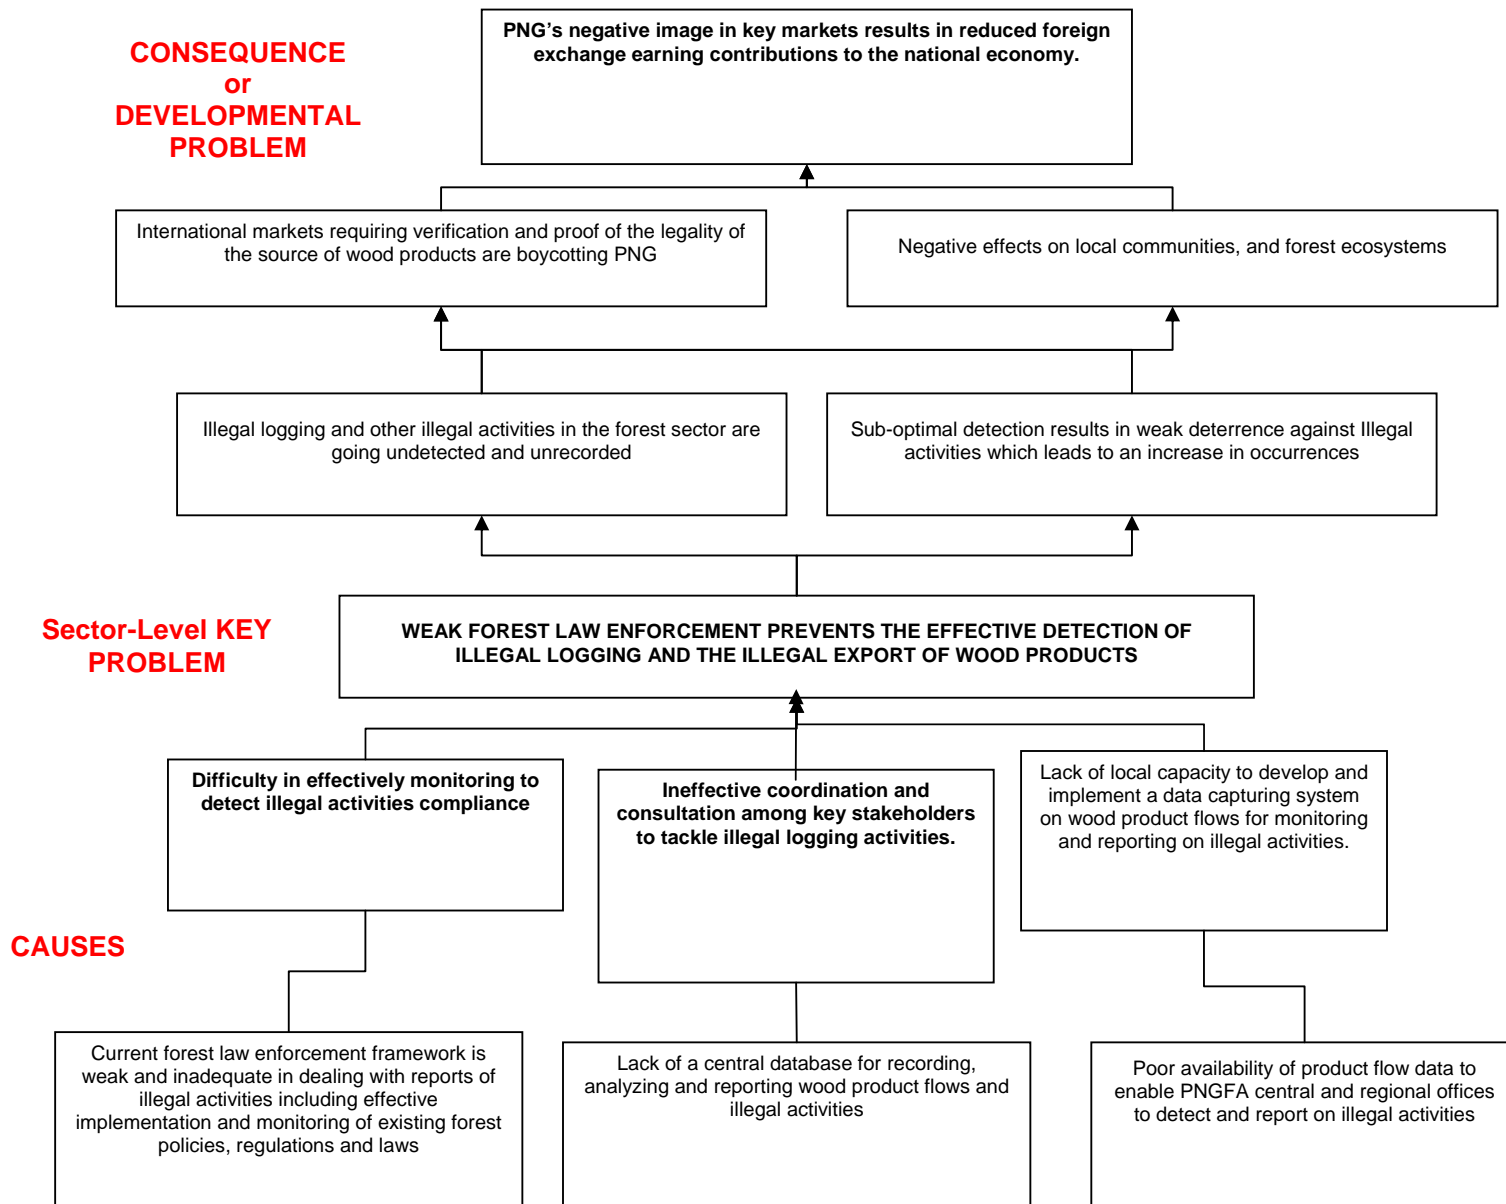 PNG's negative image in key markets results in reduced foreign
exchange earning contributions to the national economy.
CONSEQUENCE
or
DEVELOPMENTAL
PROBLEM
International markets requiring verification and proof of the legality of
the source of wood products are boycotting PNG
Negative effects on local communities, and forest ecosystems
Illegal logging and other illegal activities in the forest sector are
going undetected and unrecorded
Sub-optimal detection results in weak deterrence against Illegal
activities which leads to an increase in occurrences
Sector-Level KEY
PROBLEM
WEAK FOREST LAW ENFORCEMENT PREVENTS THE EFFECTIVE DETECTION OF
ILLEGAL LOGGING AND THE ILLEGAL EXPORT OF WOOD PRODUCTS
Difficulty in effectively monitoring to
detect illegal activities compliance
Ineffective coordination and
consultation among key stakeholders
to tackle illegal logging activities.
Lack of local capacity to develop and
implement a data capturing system
on wood product flows for monitoring
and reporting on illegal activities.
CAUSES
Current forest law enforcement framework is
weak and inadequate in dealing with reports of
illegal activities including effective
implementation and monitoring of existing forest
policies, regulations and laws
Lack of a central database for recording,
analyzing and reporting wood product flows and
illegal activities
Poor availability of product flow data to
enable PNGFA central and regional offices
to detect and report on illegal activities